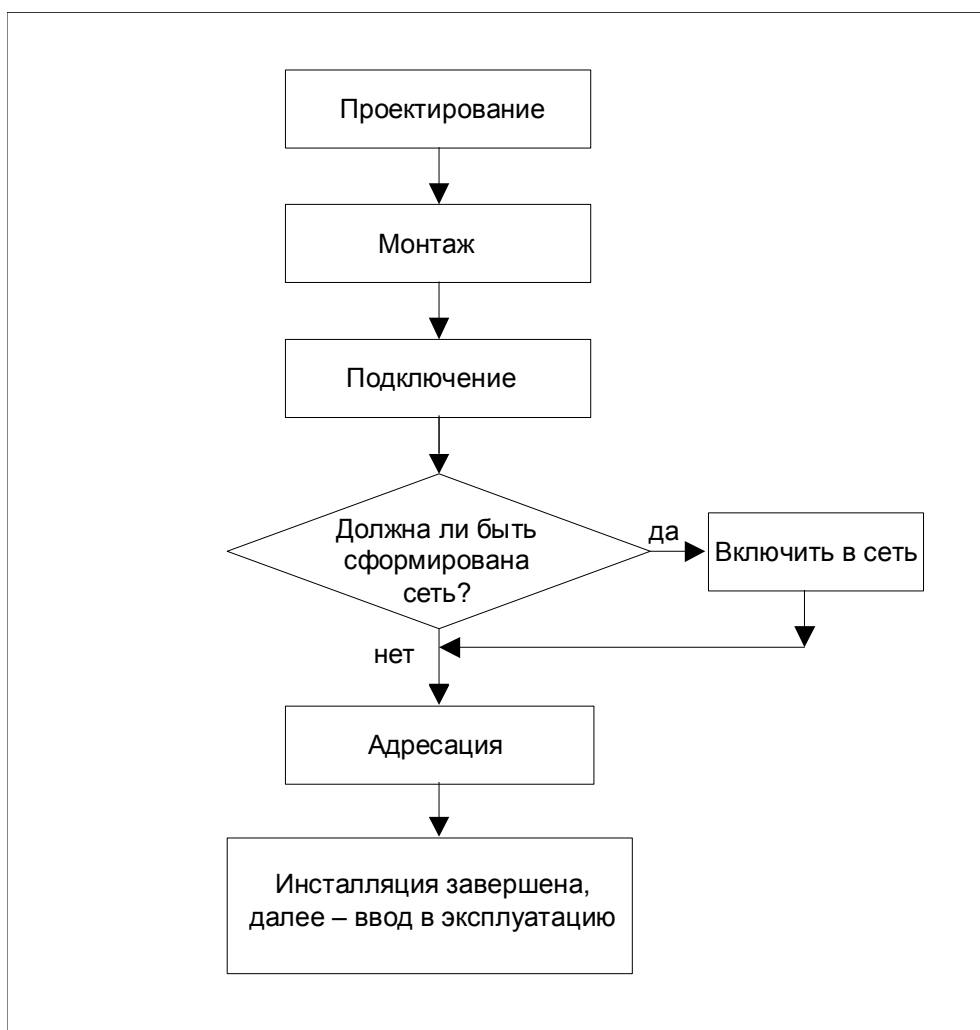 Проектирование
Монтаж
Подключение
Должна ли быть
сформирована
сеть?
да
Включить в сеть
нет
Адресация
Инсталляция завершена,
далее – ввод в эксплуатацию